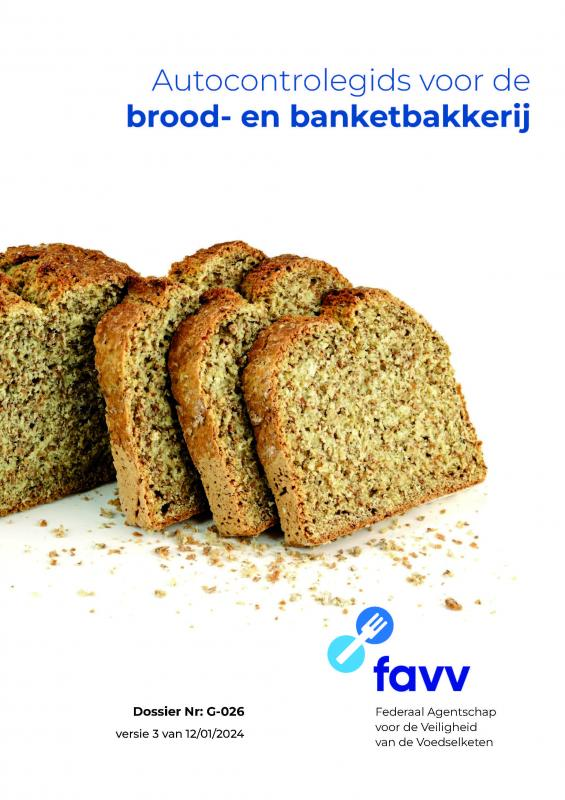 Autocontrolegids voor de
brood- en banketbakkerij
favv
Dossier Nr: G-026
versie 3 van 12/01/2024
Federaal Agentschap
voor de Veiligheid
van de Voedselketen